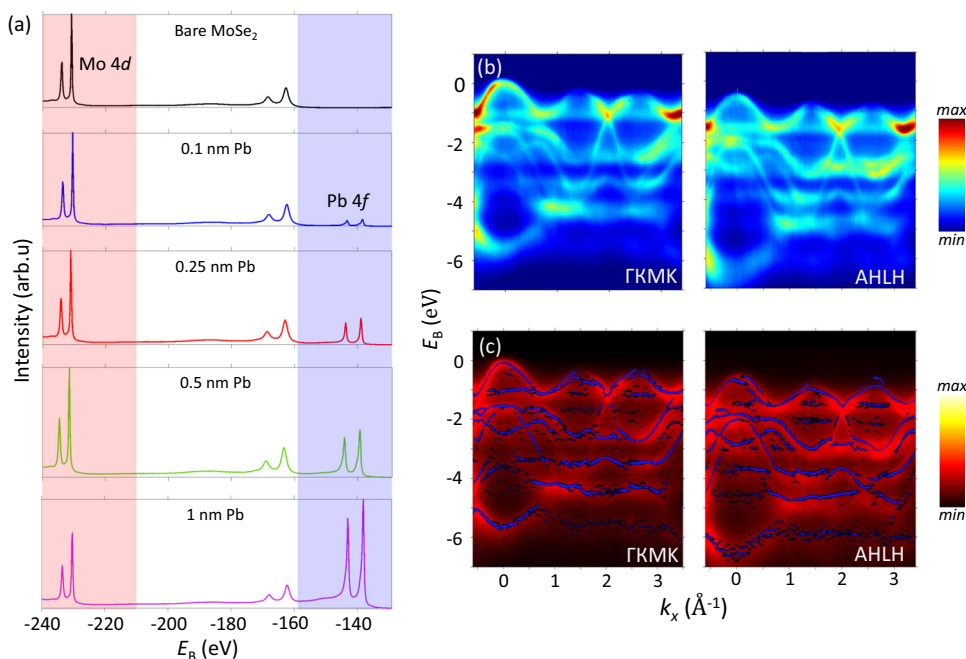 (a)
Bare MoSe2
Mo 4d
0.1 nm Pb
Pb 4f
0.25 nm Pb
0.5 nm Pb
1 nm Pb
Intensity (arb.u)
-240 -220 -200 -180 -160 -140
EB (eV)
(b)
0
-2
-4
-6
ΓKMK
AHLH
max
min
EB (eV)
(c)
0
-2
-4
-6
ΓKMK
AHLH
max
min
0 1 2 3
0 1 2 3
kx (Å-1)